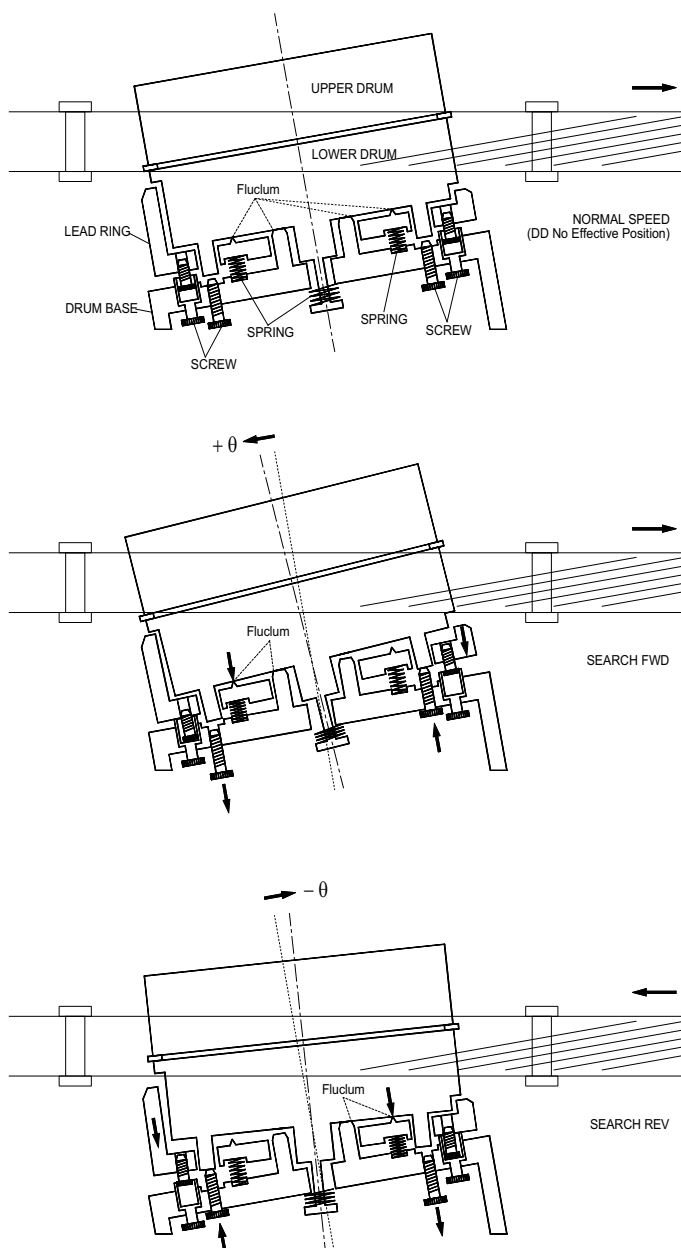 UPPER DRUM
LOWER DRUM
Fluclum
LEAD RING
NORMAL SPEED
(DD No Effective Position)
DRUM BASE
SPRING
SPRING
SCREW
SCREW
+ θ
Fluclum
SEARCH FWD
− θ
Fluclum
SEARCH REV